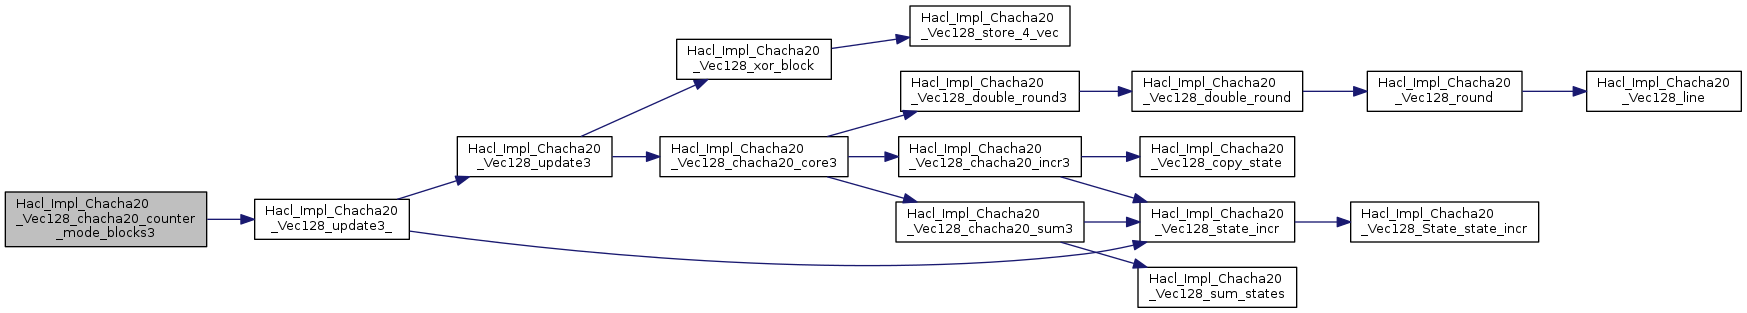 Hacl_Impl_Chacha20
_Vec128_chacha20_counter
_mode_blocks3
Hacl_Impl_Chacha20
_Vec128_update3_
Hacl_Impl_Chacha20
_Vec128_update3
Hacl_Impl_Chacha20
_Vec128_xor_block
Hacl_Impl_Chacha20
_Vec128_store_4_vec
Hacl_Impl_Chacha20
_Vec128_chacha20_core3
Hacl_Impl_Chacha20
_Vec128_double_round3
Hacl_Impl_Chacha20
_Vec128_double_round
Hacl_Impl_Chacha20
_Vec128_round
Hacl_Impl_Chacha20
_Vec128_line
Hacl_Impl_Chacha20
_Vec128_chacha20_incr3
Hacl_Impl_Chacha20
_Vec128_copy_state
Hacl_Impl_Chacha20
_Vec128_chacha20_sum3
Hacl_Impl_Chacha20
_Vec128_state_incr
Hacl_Impl_Chacha20
_Vec128_State_state_incr
Hacl_Impl_Chacha20
_Vec128_sum_states